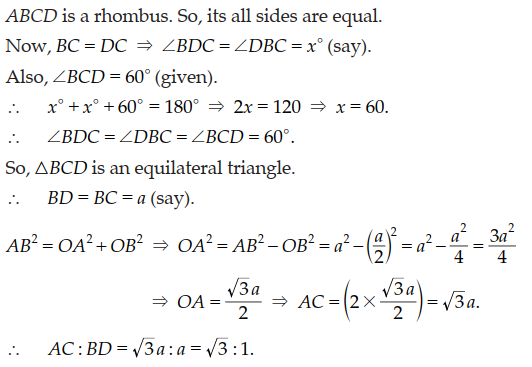 ABCD is a rhombus. So, its all sides are equal.
Now, BC = DC ⇒ ∠BDC = ∠DBC = x° (say).
Also, ∠BCD = 60° (given).
∴ x° + x° + 60° = 180° ⇒ 2x = 120 ⇒ x = 60.
∴ ∠BDC = ∠DBC = ∠BCD = 60°.
So, △BCD is an equilateral triangle.
∴ BD = BC = a (say).
AB² = OA² + OB² ⇒ OA² = AB² − OB² = a² − (a/2)² = a² − a²/4 = 3a²/4
⇒ OA = √3a/2 ⇒ AC = (2 × √3a/2) = √3a.
∴ AC : BD = √3a : a = √3 : 1.